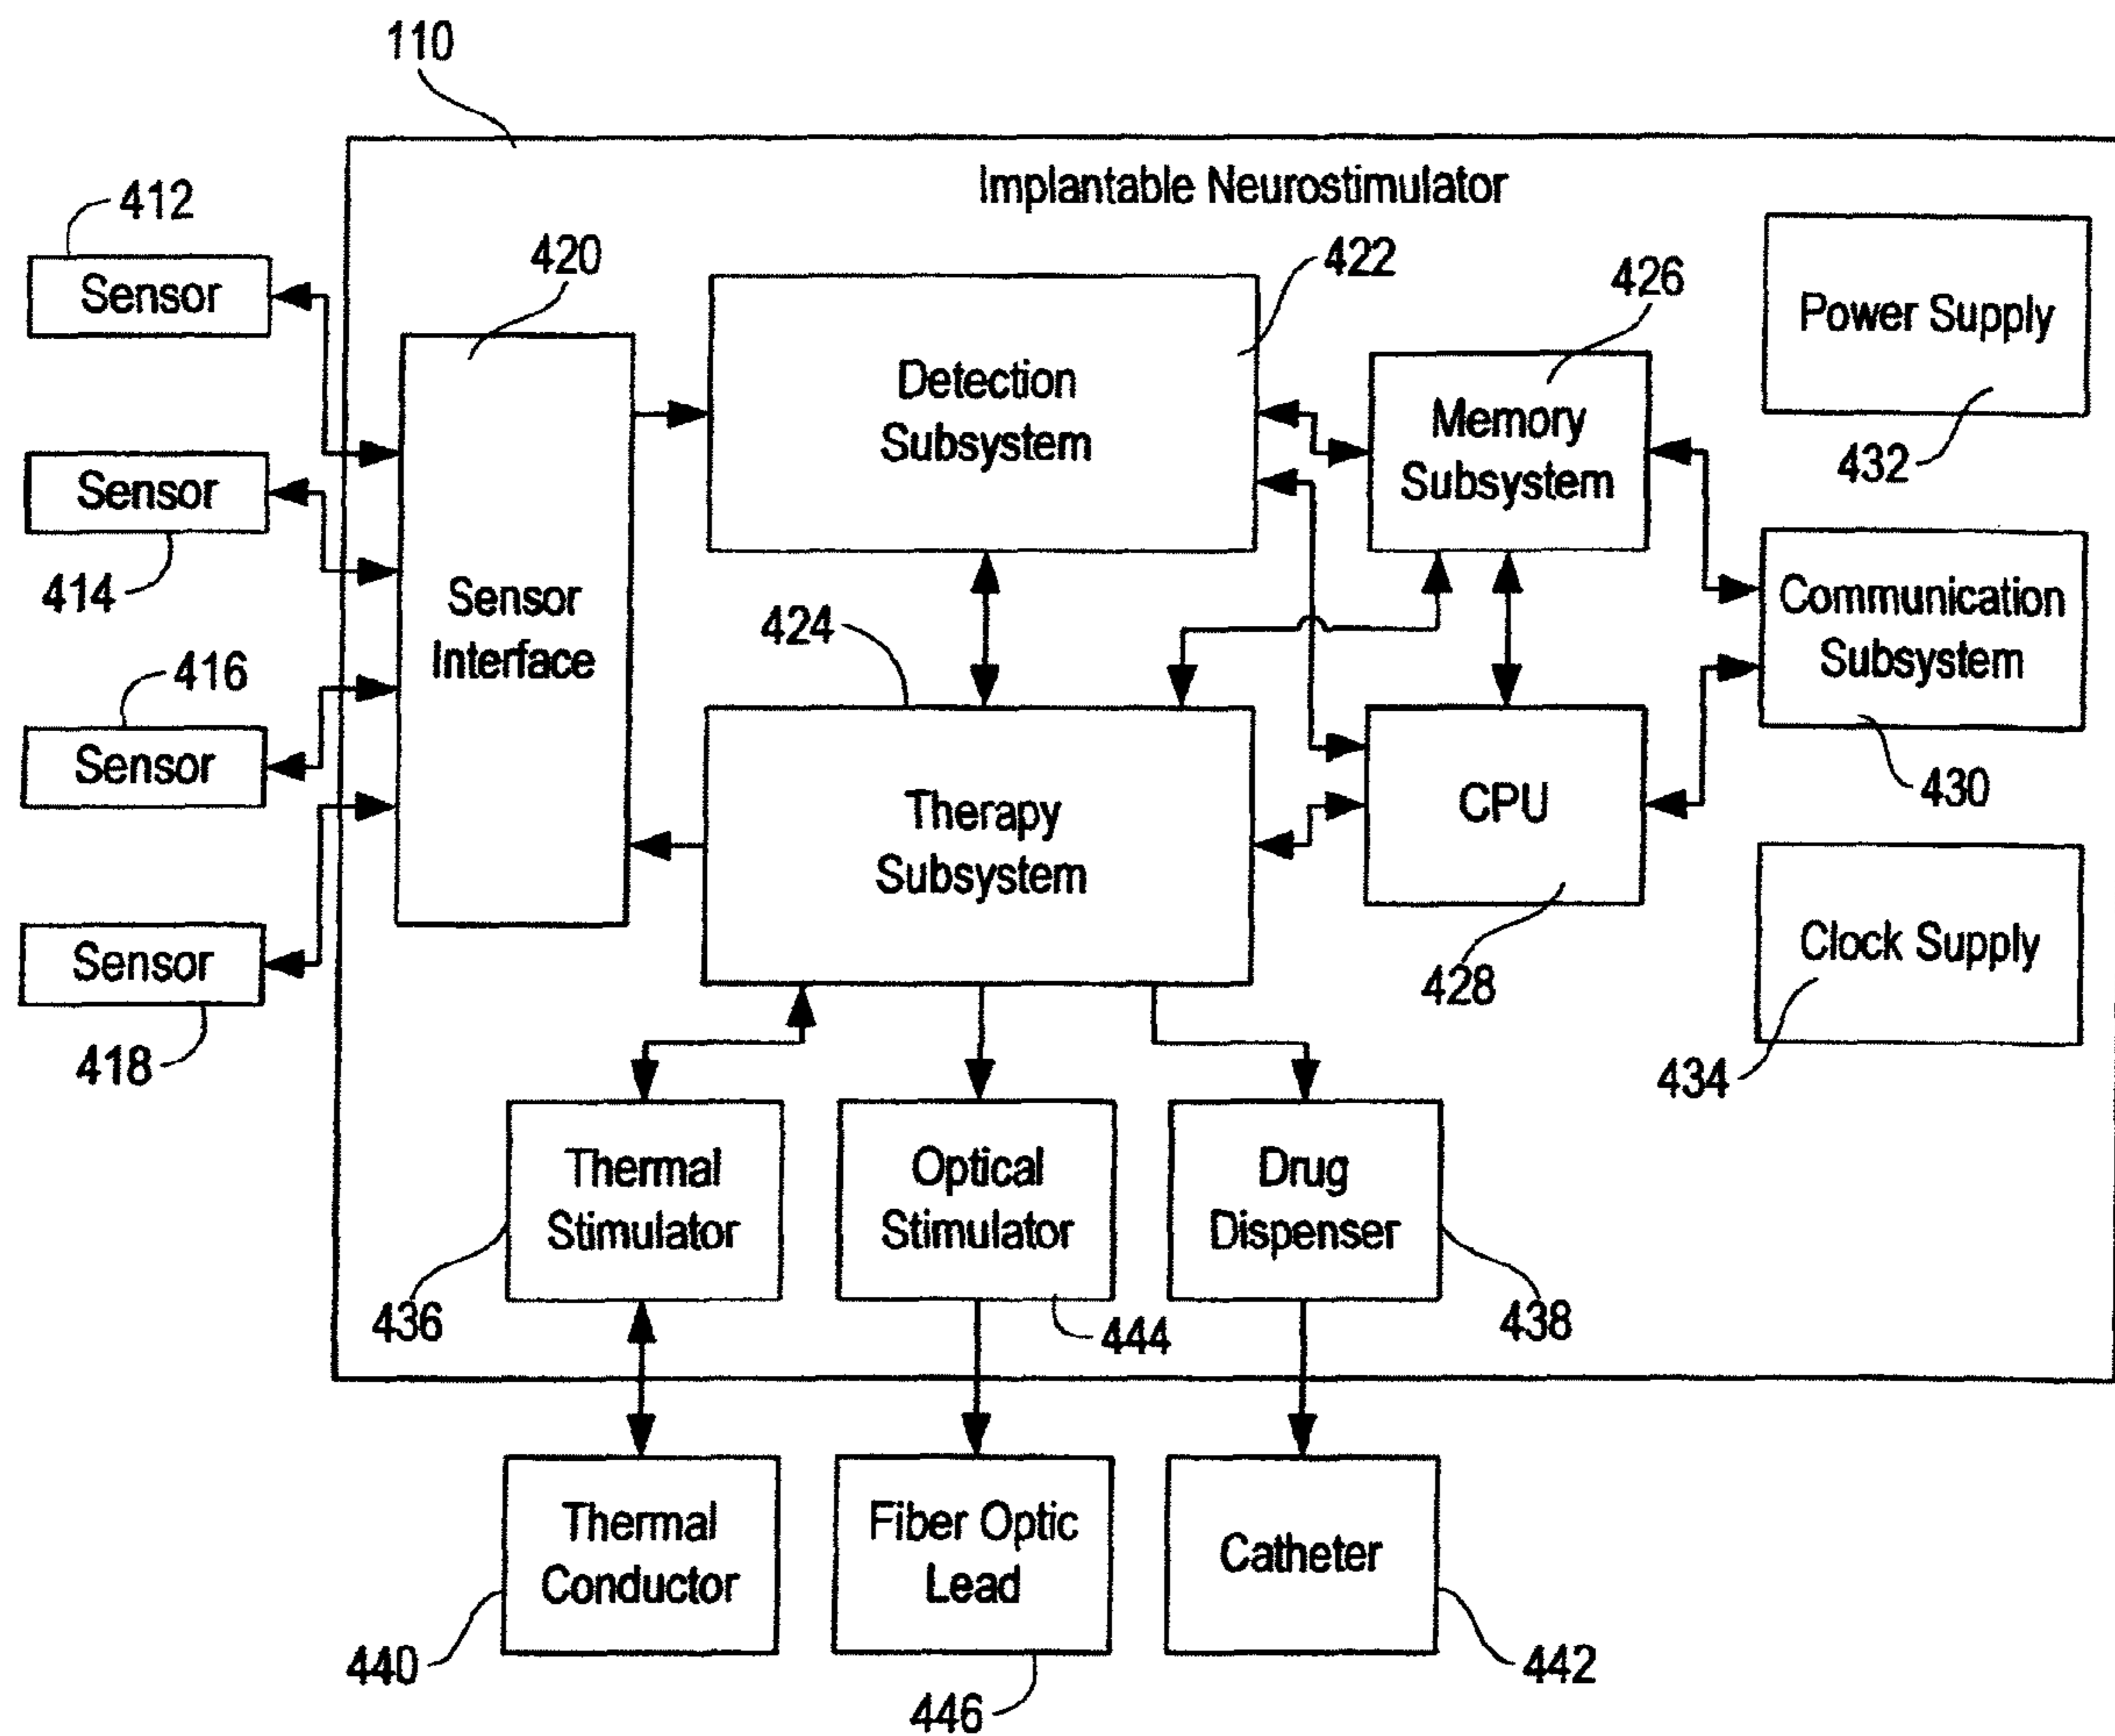 110
Implantable Neurostimulator
412
Sensor
420
422
426
Power Supply
432
Detection
Subsystem
Memory
Subsystem
Sensor
414
Sensor
Interface
424
Communication
Subsystem
430
416
Sensor
Therapy
Subsystem
CPU
428
Clock Supply
434
Sensor
418
Thermal
Stimulator
436
Optical
Stimulator
444
Drug
Dispenser
438
Thermal
Conductor
440
Fiber Optic
Lead
446
Catheter
442